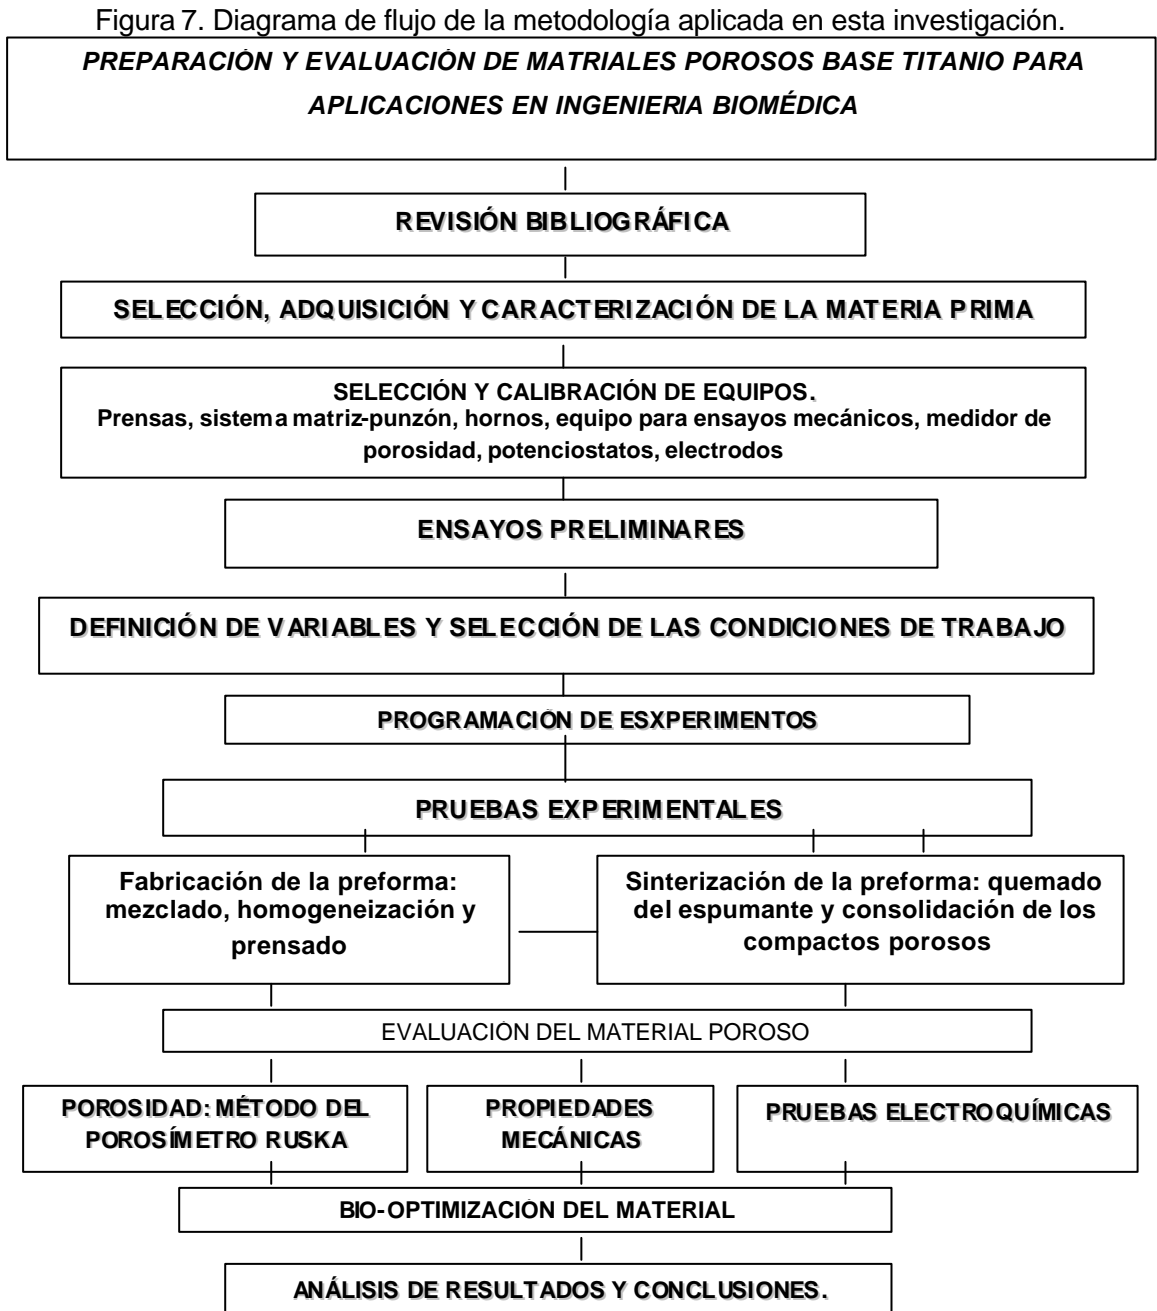 Figura 7. Diagrama de flujo de la metodología aplicada en esta investigación.
PREPARACIÓN Y EVALUACIÓN DE MATRIALES POROSOS BASE TITANIO PARA
APLICACIONES EN INGENIERIA BIOMÉDICA
REVISIÓN BIBLIOGRÁFICA
SELECCIÓN, ADQUISICIÓN Y CARACTERIZACIÓN DE LA MATERIA PRIMA
SELECCIÓN Y CALIBRACIÓN DE EQUIPOS.
Prensas, sistema matriz-punzón, hornos, equipo para ensayos mecánicos, medidor de
porosidad, potenciostatos, electrodos
ENSAYOS PRELIMINARES
DEFINICIÓN DE VARIABLES Y SELECCIÓN DE LAS CONDICIONES DE TRABAJO
PROGRAMACIÓN DE ESXPERIMENTOS
PRUEBAS EXPERIMENTALES
Fabricación de la preforma:
mezclado, homogeneización y
prensado
Sinterización de la preforma: quemado
del espumante y consolidación de los
compactos porosos
EVALUACIÓN DEL MATERIAL POROSO
POROSIDAD: MÉTODO DEL
POROSÍMETRO RUSKA
PROPIEDADES
MECÁNICAS
PRUEBAS ELECTROQUÍMICAS
BIO-OPTIMIZACIÓN DEL MATERIAL
ANÁLISIS DE RESULTADOS Y CONCLUSIONES.